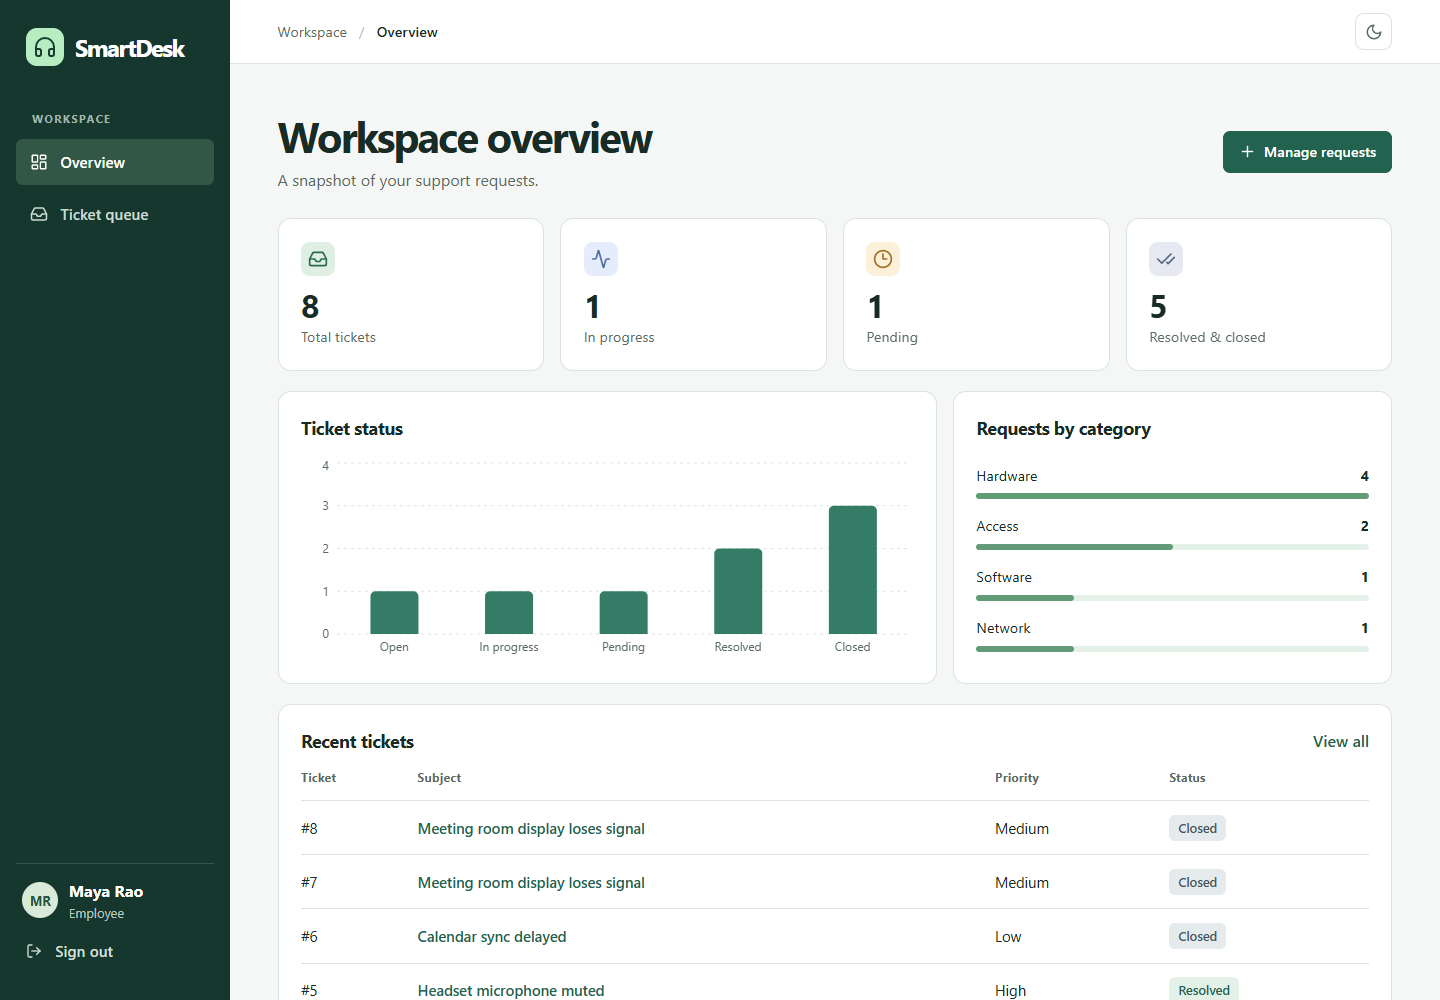 SmartDesk
WORKSPACE
Overview
Ticket queue
MR
Maya Rao
Employee
Sign out
Workspace / Overview
Workspace overview
A snapshot of your support requests.
Manage requests
8
Total tickets
1
In progress
1
Pending
5
Resolved & closed
Ticket status
4
3
2
1
0
Open In progress Pending Resolved Closed
Requests by category
Hardware 4
Access 2
Software 1
Network 1
Recent tickets View all
Ticket Subject Priority Status
#8 Meeting room display loses signal Medium Closed
#7 Meeting room display loses signal Medium Closed
#6 Calendar sync delayed Low Closed
#5 Headset microphone muted High Resolved